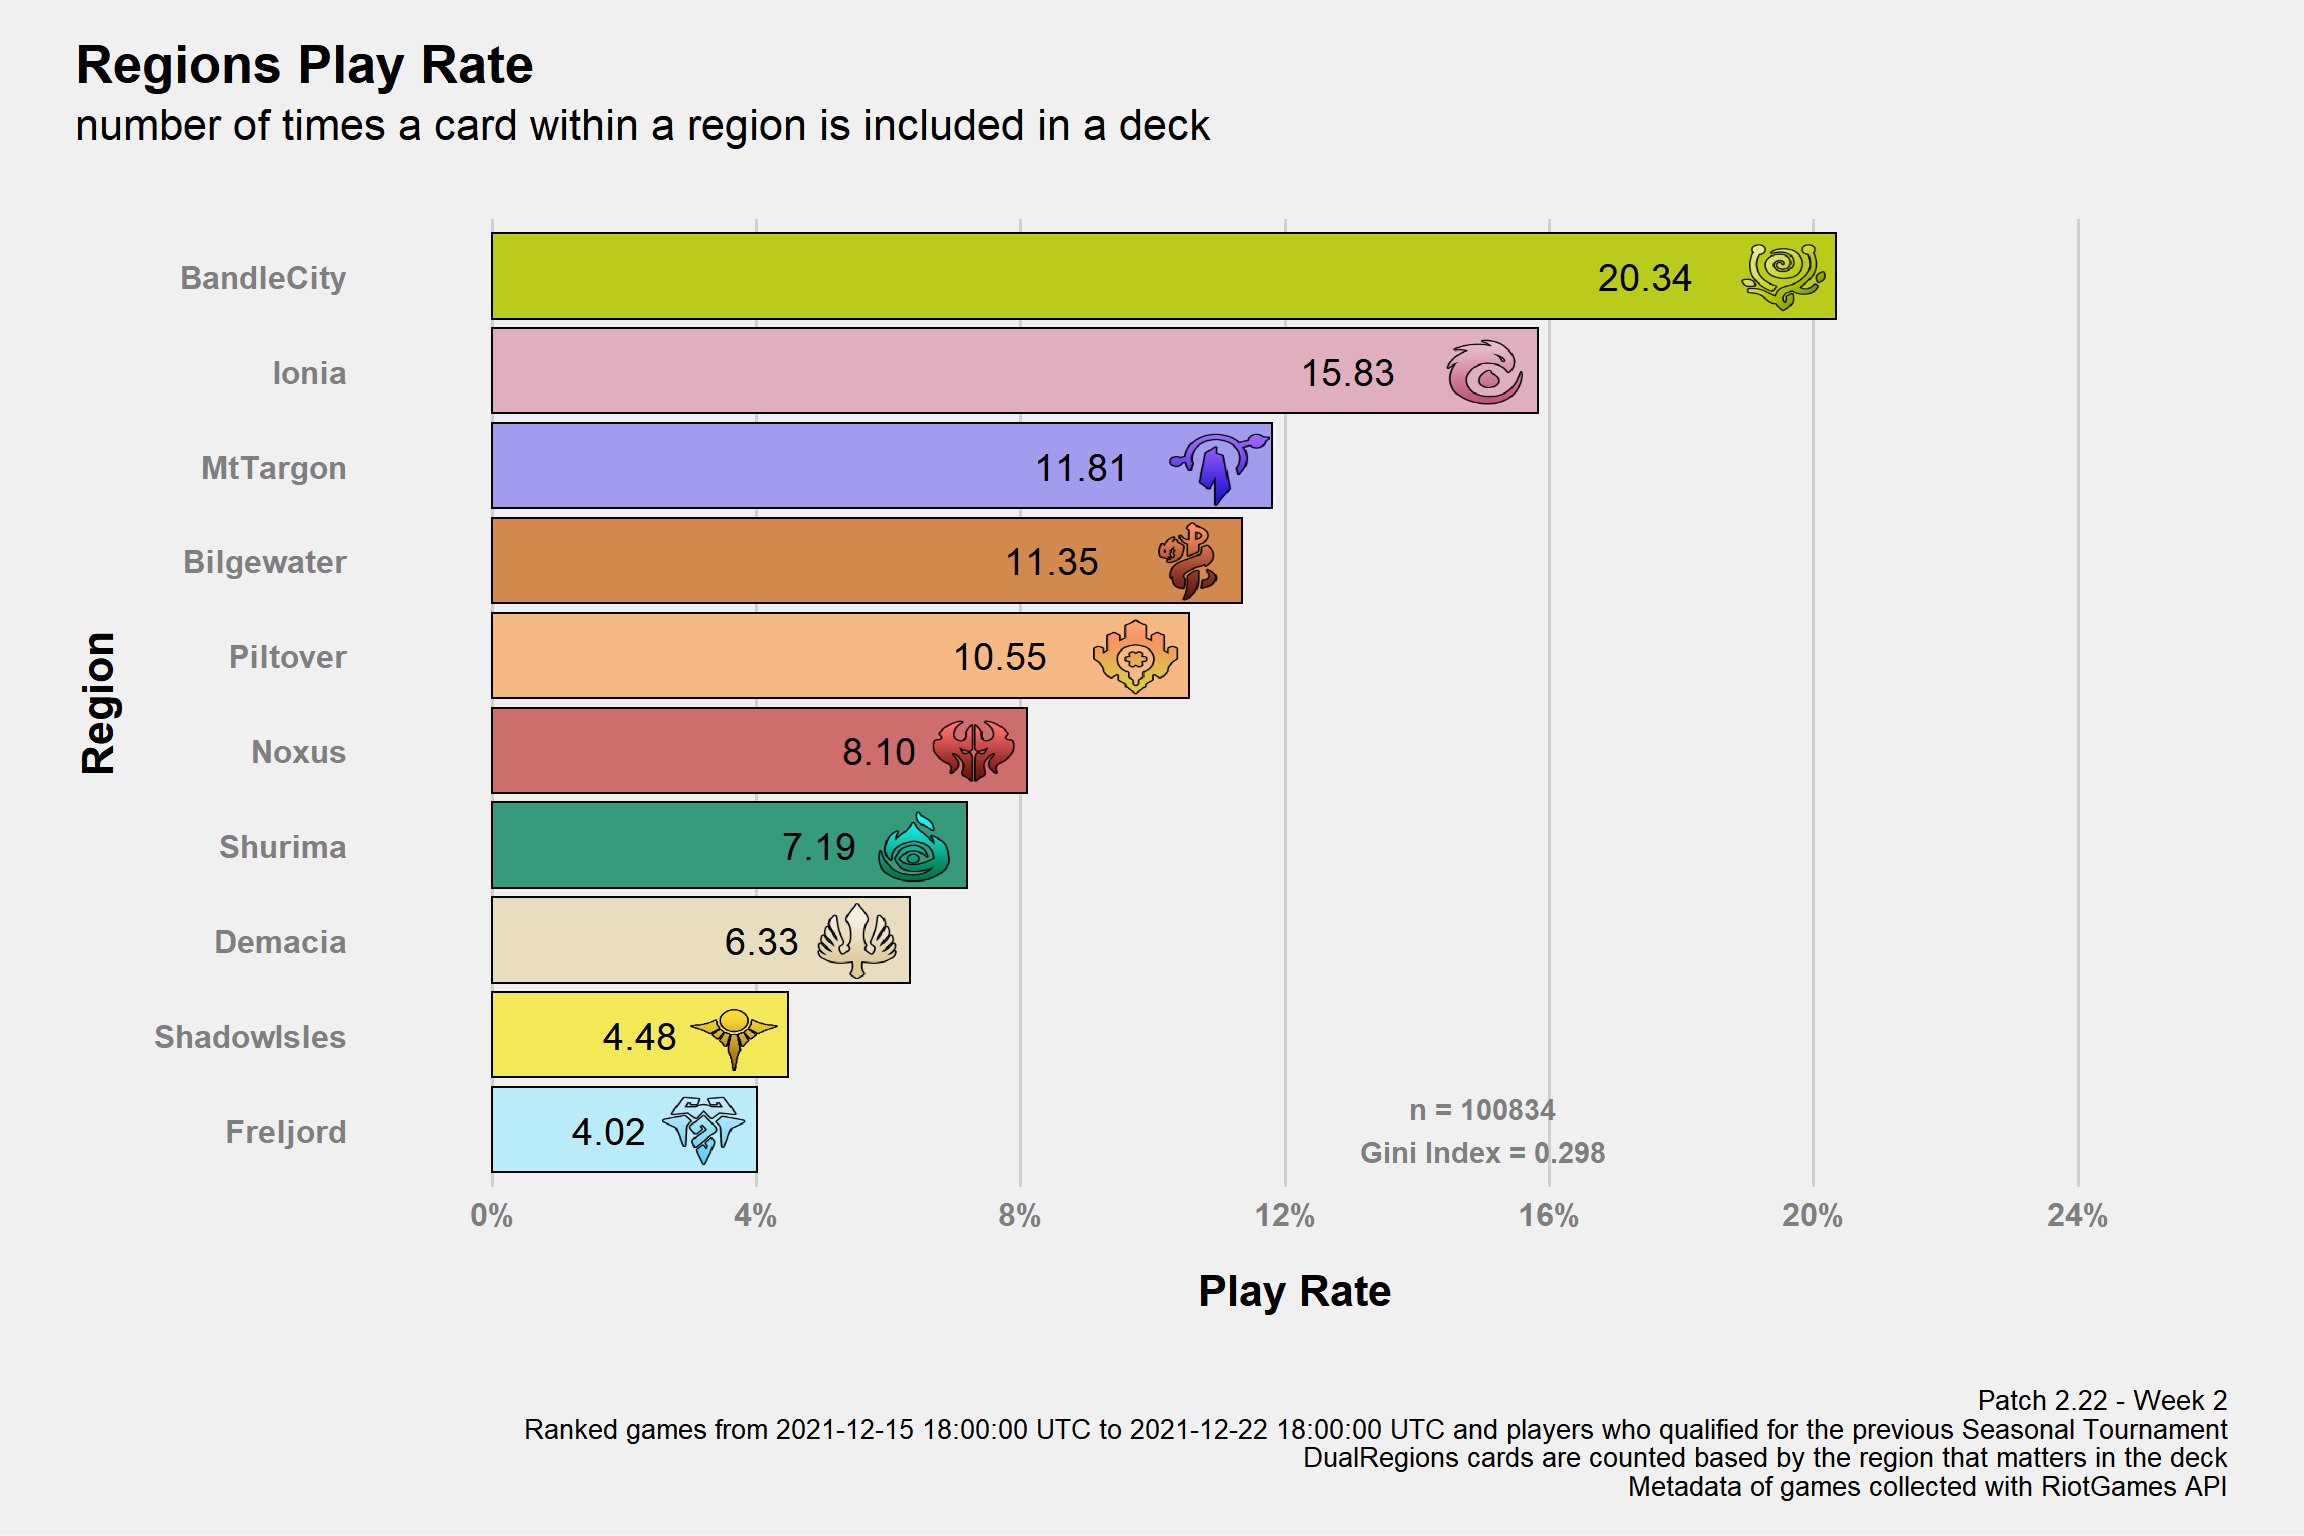 Regions Play Rate
number of times a card within a region is included in a deck
Region
BandleCity 20.34
Ionia 15.83
MtTargon 11.81
Bilgewater 11.35
Piltover 10.55
Noxus 8.10
Shurima 7.19
Demacia 6.33
ShadowIsles 4.48
Freljord 4.02
n = 100834
Gini Index = 0.298
0% 4% 8% 12% 16% 20% 24%
Play Rate
Patch 2.22 - Week 2
Ranked games from 2021-12-15 18:00:00 UTC to 2021-12-22 18:00:00 UTC and players who qualified for the previous Seasonal Tournament
DualRegions cards are counted based by the region that matters in the deck
Metadata of games collected with RiotGames API